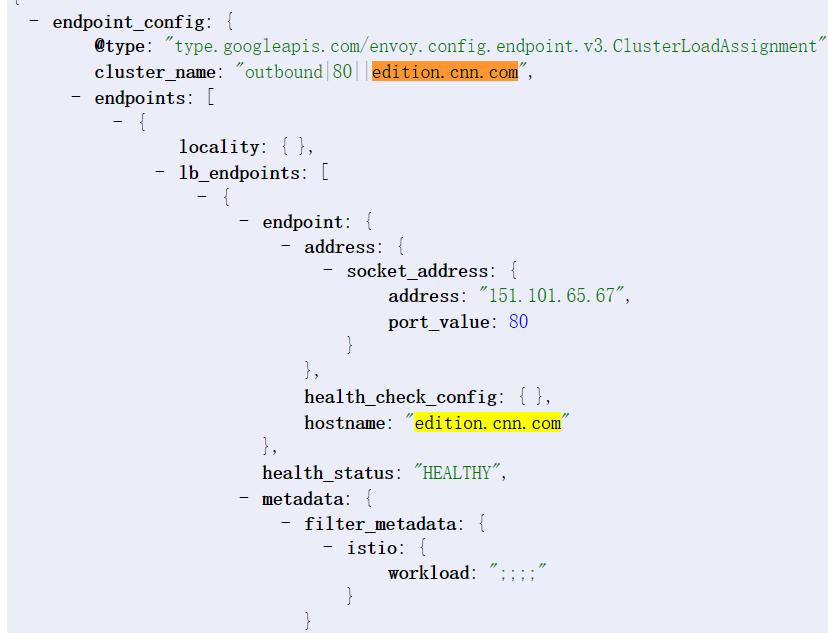 - endpoint_config: {
@type: "type.googleapis.com/envoy.config.endpoint.v3.ClusterLoadAssignment"
cluster_name: "outbound|80||edition.cnn.com",
- endpoints: [
- {
locality: { },
- lb_endpoints: [
- {
- endpoint: {
- address: {
- socket_address: {
address: "151.101.65.67",
port_value: 80
}
},
health_check_config: { },
hostname: "edition.cnn.com"
},
health_status: "HEALTHY",
- metadata: {
- filter_metadata: {
- istio: {
workload: ";;;;"
}
}